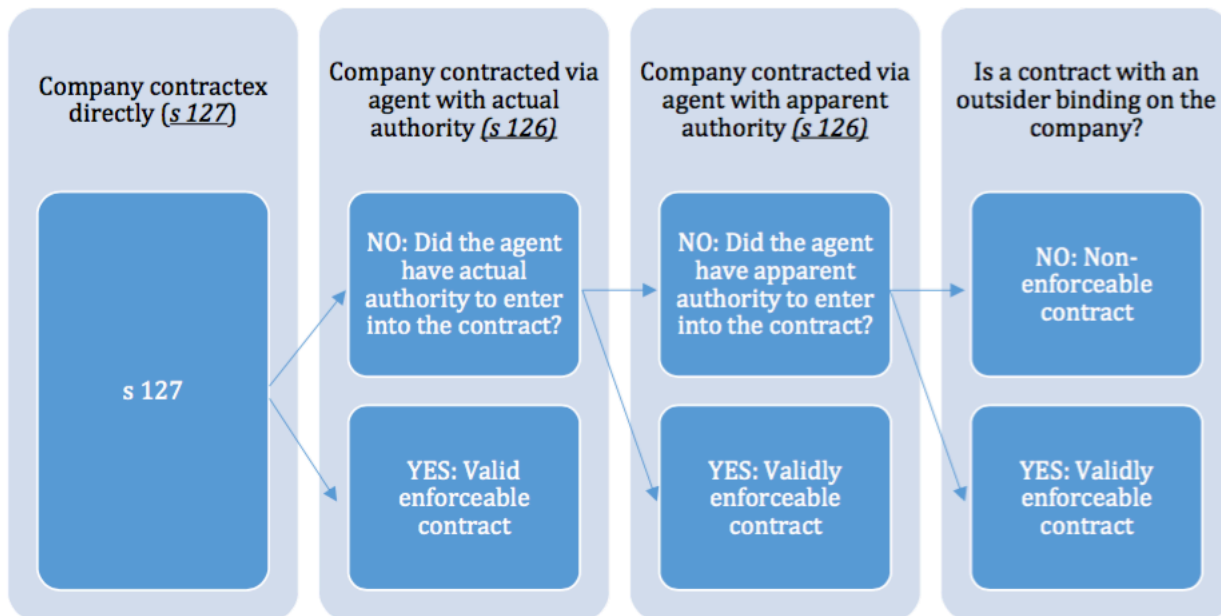 Company contractex
directly (s 127)
s 127
Company contracted via
agent with actual
authority (s 126)
NO: Did the agent
have actual
authority to enter
into the contract?
YES: Valid
enforceable
contract
Company contracted via
agent with apparent
authority (s 126)
NO: Did the agent
have apparent
authority to enter
into the contract?
YES: Validly
enforceable
contract
Is a contract with an
outsider binding on the
company?
NO: Non-
enforceable
contract
YES: Validly
enforceable
contract